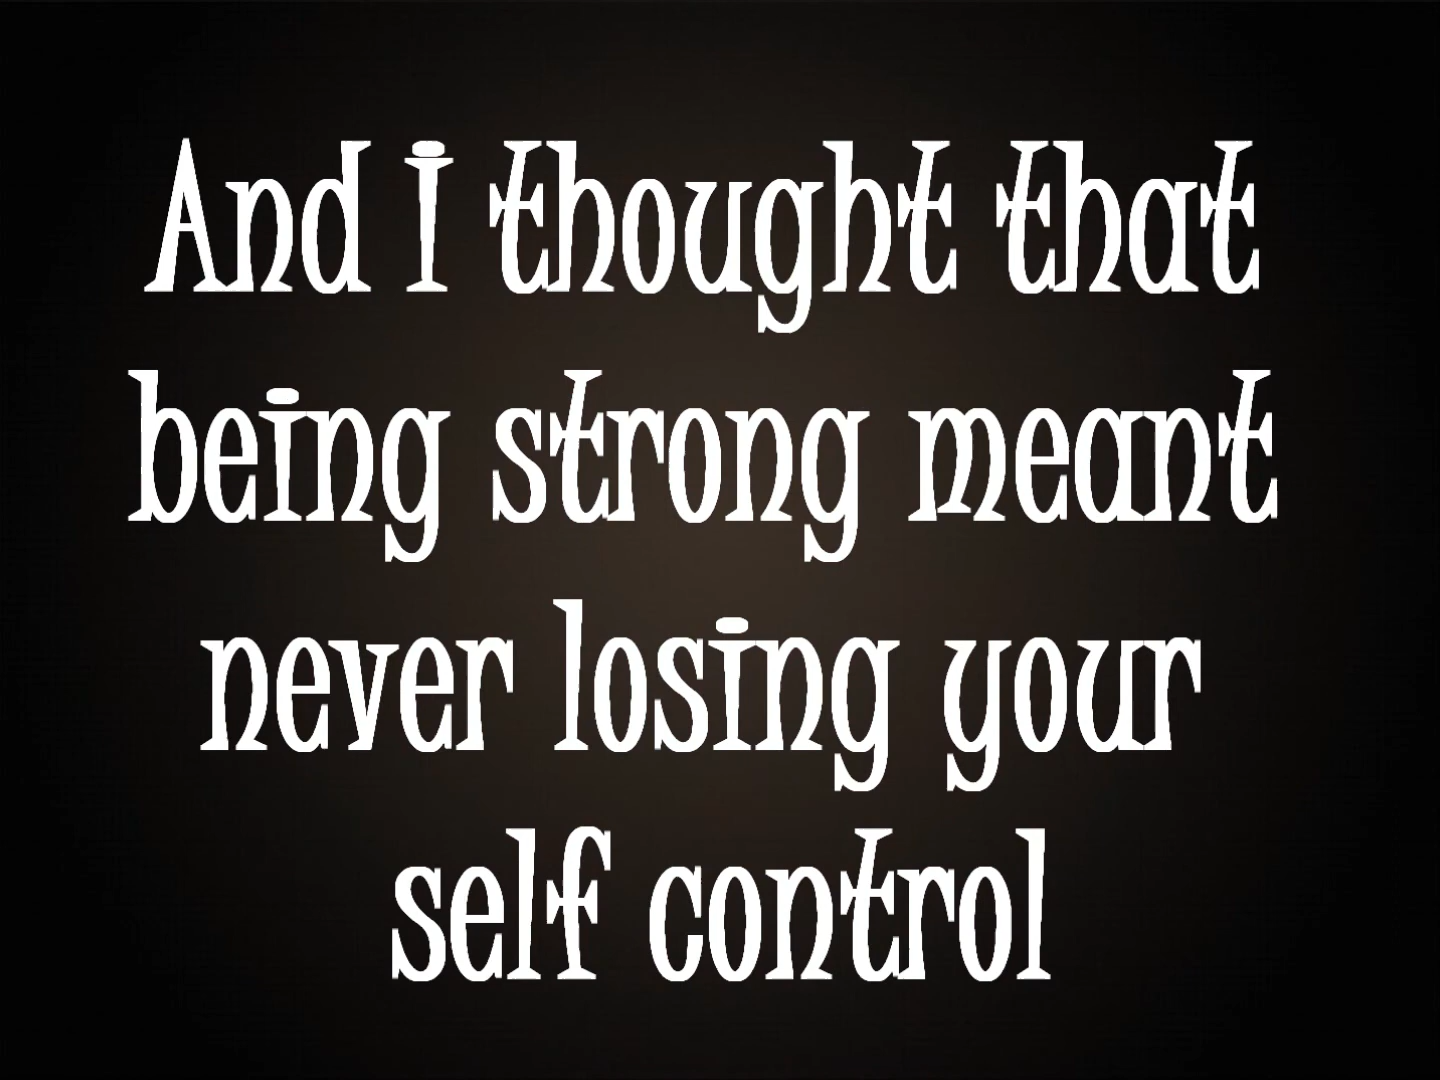 And I thought that
being strong meant
never losing your
self control